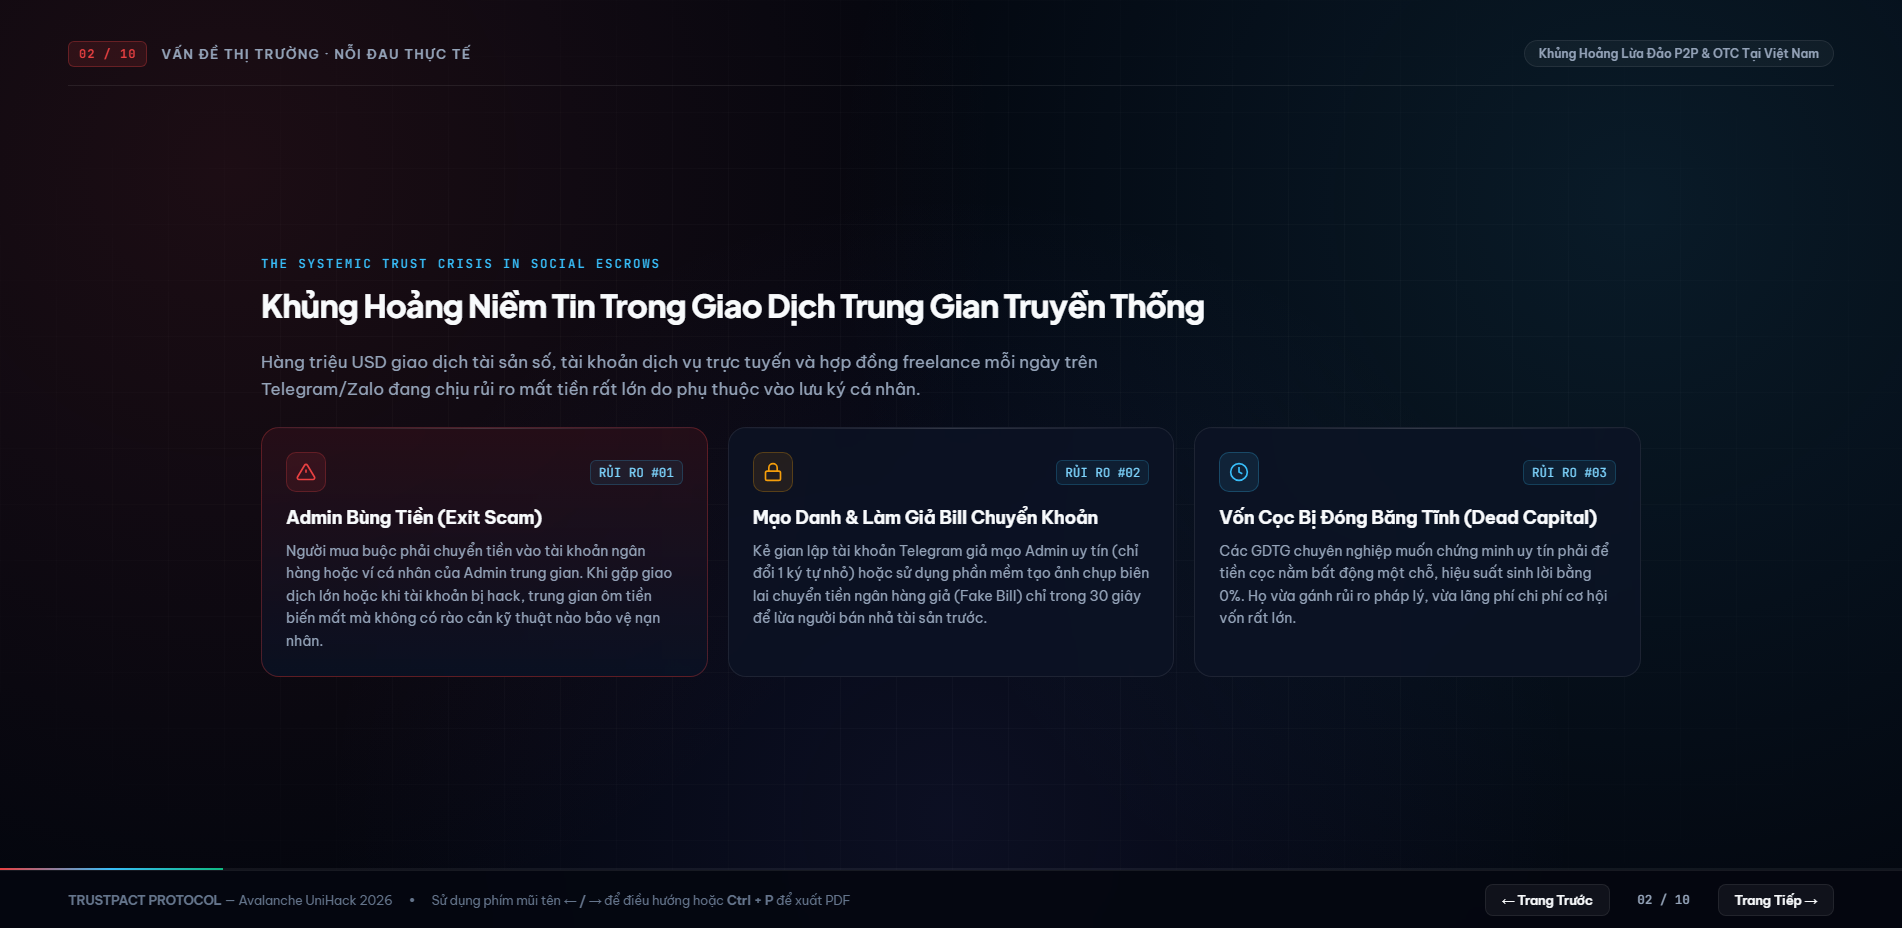 02 / 10
VẤN ĐỀ THỊ TRƯỜNG · NỖI ĐAU THỰC TẾ
Khủng Hoảng Lừa Đảo P2P & OTC Tại Việt Nam
THE SYSTEMIC TRUST CRISIS IN SOCIAL ESCROWS
Khủng Hoảng Niềm Tin Trong Giao Dịch Trung Gian Truyền Thống
Hàng triệu USD giao dịch tài sản số, tài khoản dịch vụ trực tuyến và hợp đồng freelance mỗi ngày trên
Telegram/Zalo đang chịu rủi ro mất tiền rất lớn do phụ thuộc vào lưu ký cá nhân.
RỦI RO #01
Admin Bùng Tiền (Exit Scam)
Người mua buộc phải chuyển tiền vào tài khoản ngân
hàng hoặc ví cá nhân của Admin trung gian. Khi gặp giao
dịch lớn hoặc khi tài khoản bị hack, trung gian ôm tiền
biến mất mà không có rào cản kỹ thuật nào bảo vệ nạn
nhân.
RỦI RO #02
Mạo Danh & Làm Giả Bill Chuyển Khoản
Kẻ gian lập tài khoản Telegram giả mạo Admin uy tín (chỉ
đổi 1 ký tự nhỏ) hoặc sử dụng phần mềm tạo ảnh chụp biên
lai chuyển tiền ngân hàng giả (Fake Bill) chỉ trong 30 giây
để lừa người bán nhả tài sản trước.
RỦI RO #03
Vốn Cọc Bị Đóng Băng Tĩnh (Dead Capital)
Các GDTG chuyên nghiệp muốn chứng minh uy tín phải để
tiền cọc nằm bất động một chỗ, hiệu suất sinh lời bằng
0%. Họ vừa gánh rủi ro pháp lý, vừa lãng phí chi phí cơ hội
vốn rất lớn.
TRUSTPACT PROTOCOL — Avalanche UniHack 2026 • Sử dụng phím mũi tên ← / → để điều hướng hoặc Ctrl + P để xuất PDF
← Trang Trước
02 / 10
Trang Tiếp →